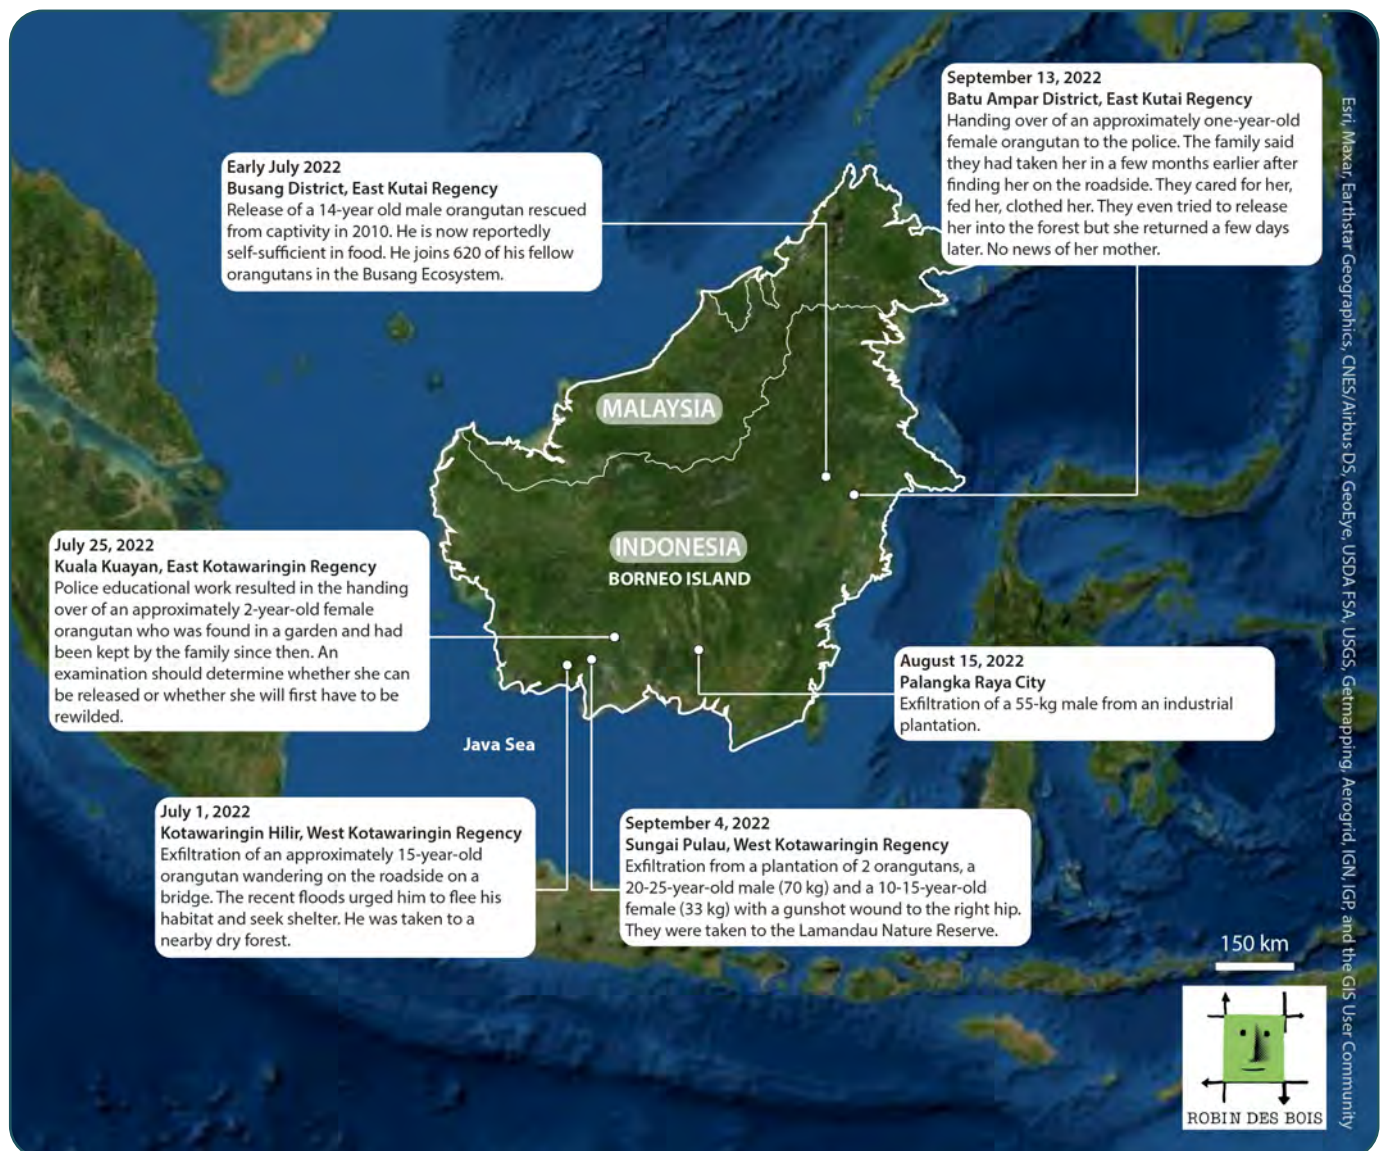 September 13, 2022
Batu Ampar District, East Kutai Regency
Handing over of an approximately one-year-old
female orangutan to the police. The family said
they had taken her in a few months earlier after
finding her on the roadside. They cared for her,
fed her, clothed her. They even tried to release
her into the forest but she returned a few days
later. No news of her mother.
Early July 2022
Busang District, East Kutai Regency
Release of a 14-year old male orangutan rescued
from captivity in 2010. He is now reportedly
self-sufficient in food. He joins 620 of his fellow
orangutans in the Busang Ecosystem.
MALAYSIA
INDONESIA
BORNEO ISLAND
July 25, 2022
Kuala Kuayan, East Kotawaringin Regency
Police educational work resulted in the handing
over of an approximately 2-year-old female
orangutan who was found in a garden and had
been kept by the family since then. An
examination should determine whether she can
be released or whether she will first have to be
rewilded.
August 15, 2022
Palangka Raya City
Exfiltration of a 55-kg male from an industrial
plantation.
Java Sea
July 1, 2022
Kotawaringin Hilir, West Kotawaringin Regency
Exfiltration of an approximately 15-year-old
orangutan wandering on the roadside on a
bridge. The recent floods urged him to flee his
habitat and seek shelter. He was taken to a
nearby dry forest.
September 4, 2022
Sungai Pulau, West Kotawaringin Regency
Exfiltration from a plantation of 2 orangutans, a
20-25-year-old male (70 kg) and a 10-15-year-old
female (33 kg) with a gunshot wound to the right hip.
They were taken to the Lamandau Nature Reserve.
150 km
ROBIN DES BOIS
Esri, Maxar, Earthstar Geographics, CNES/Airbus DS, GeoEye, USDA FSA, USGS, Getmapping, Aerogrid, IGN, IGP, and the GIS User Community